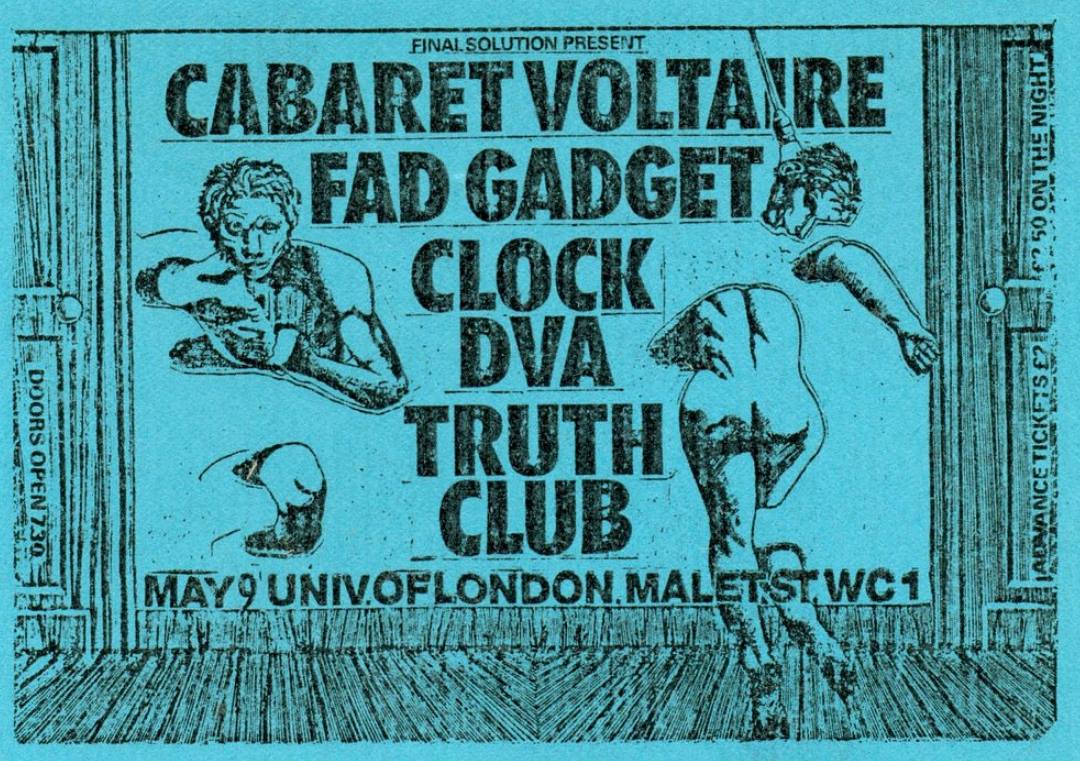 FINAL SOLUTION PRESENT
CABARET VOLTAIRE
FAD GADGET
CLOCK
DVA
TRUTH
CLUB
MAY 9 UNIV. OF LONDON. MALET ST. WC1
DOORS OPEN 7.30
ADVANCE TICKETS £2 £2.50 ON THE NIGHT